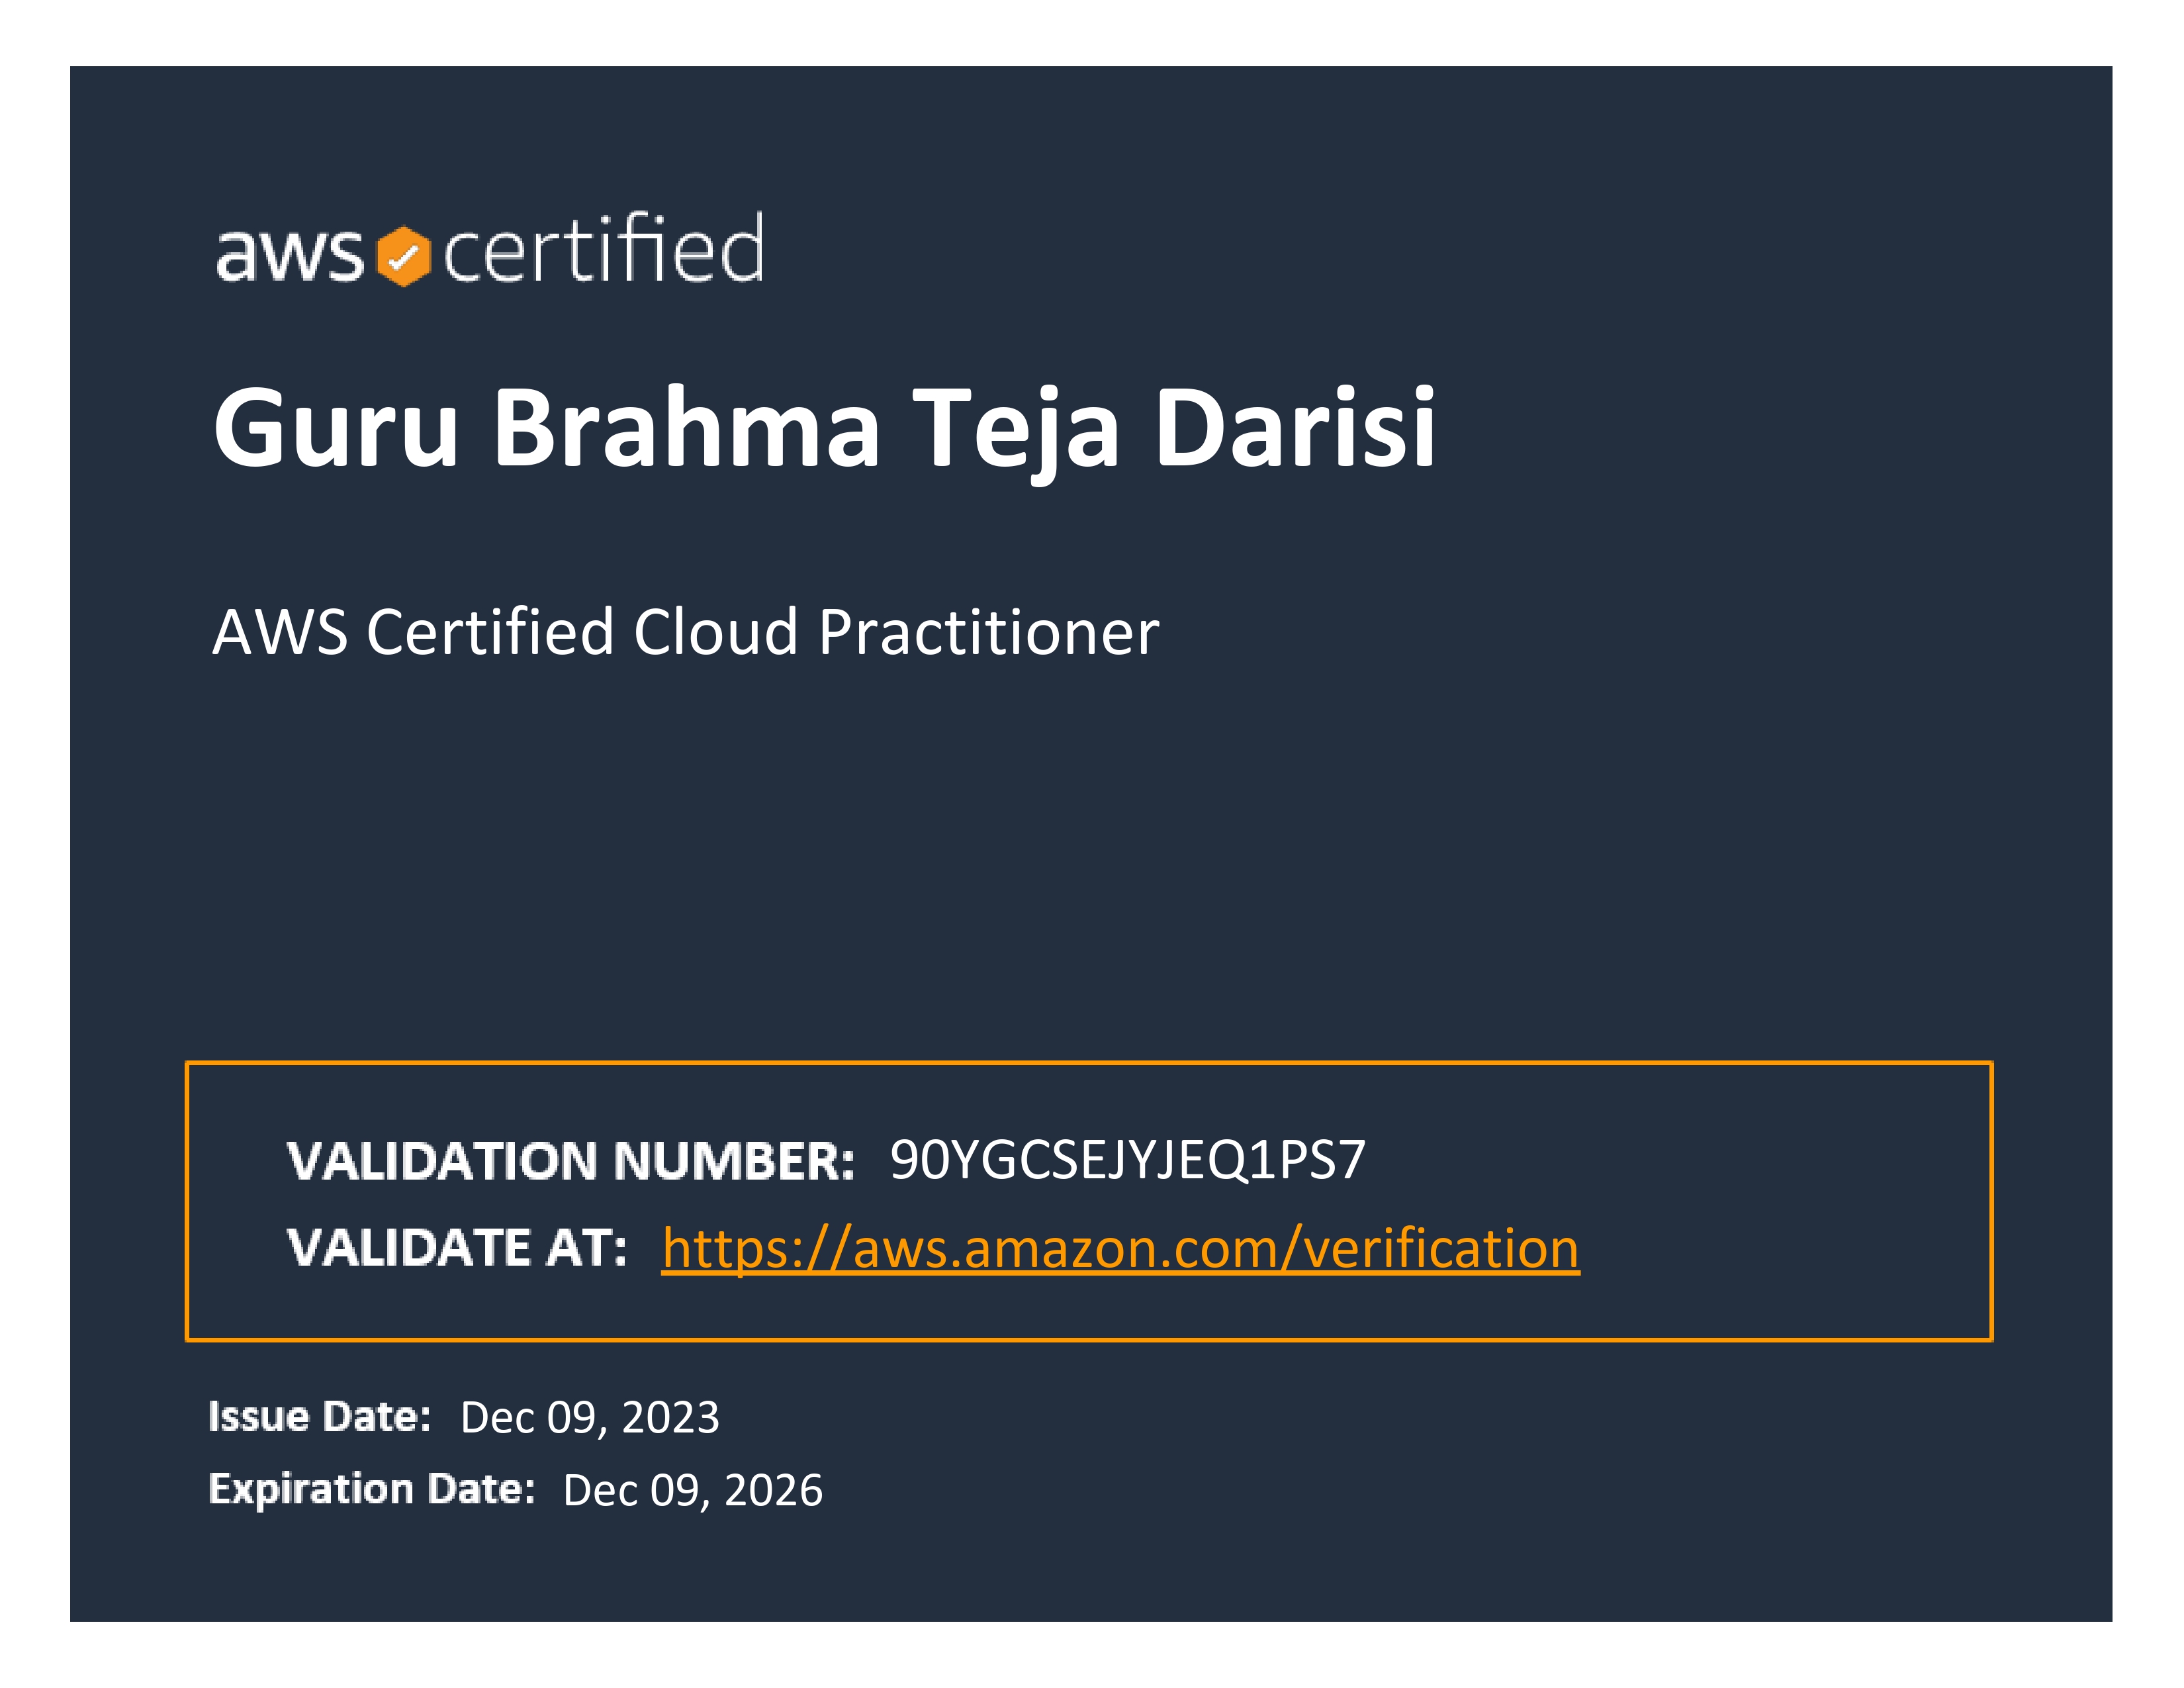 aws certified
Guru Brahma Teja Darisi
AWS Certified Cloud Practitioner
VALIDATION NUMBER: 90YGCSEJYJEQ1PS7
VALIDATE AT: https://aws.amazon.com/verification
Issue Date: Dec 09, 2023
Expiration Date: Dec 09, 2026